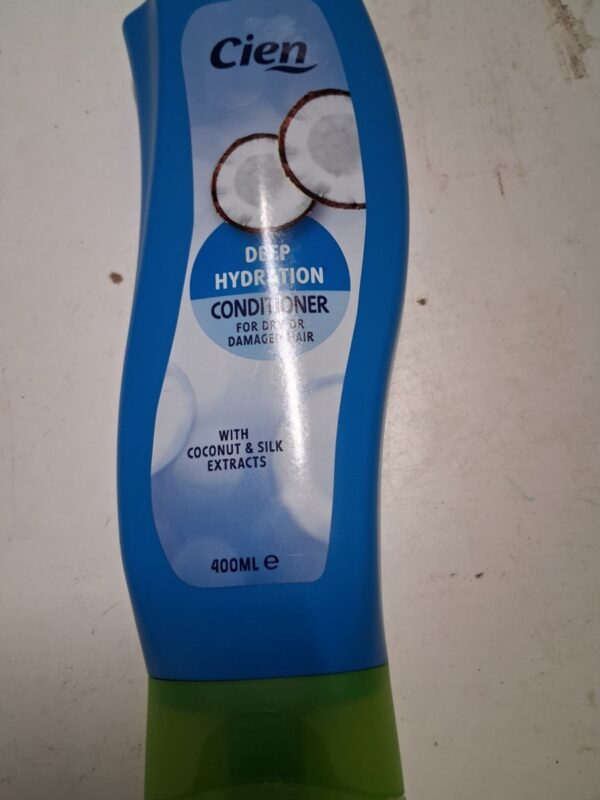 Cien
DEEP
HYDRATION
CONDITIONER
FOR DRY OR
DAMAGED HAIR
WITH
COCONUT & SILK
EXTRACTS
400ML e